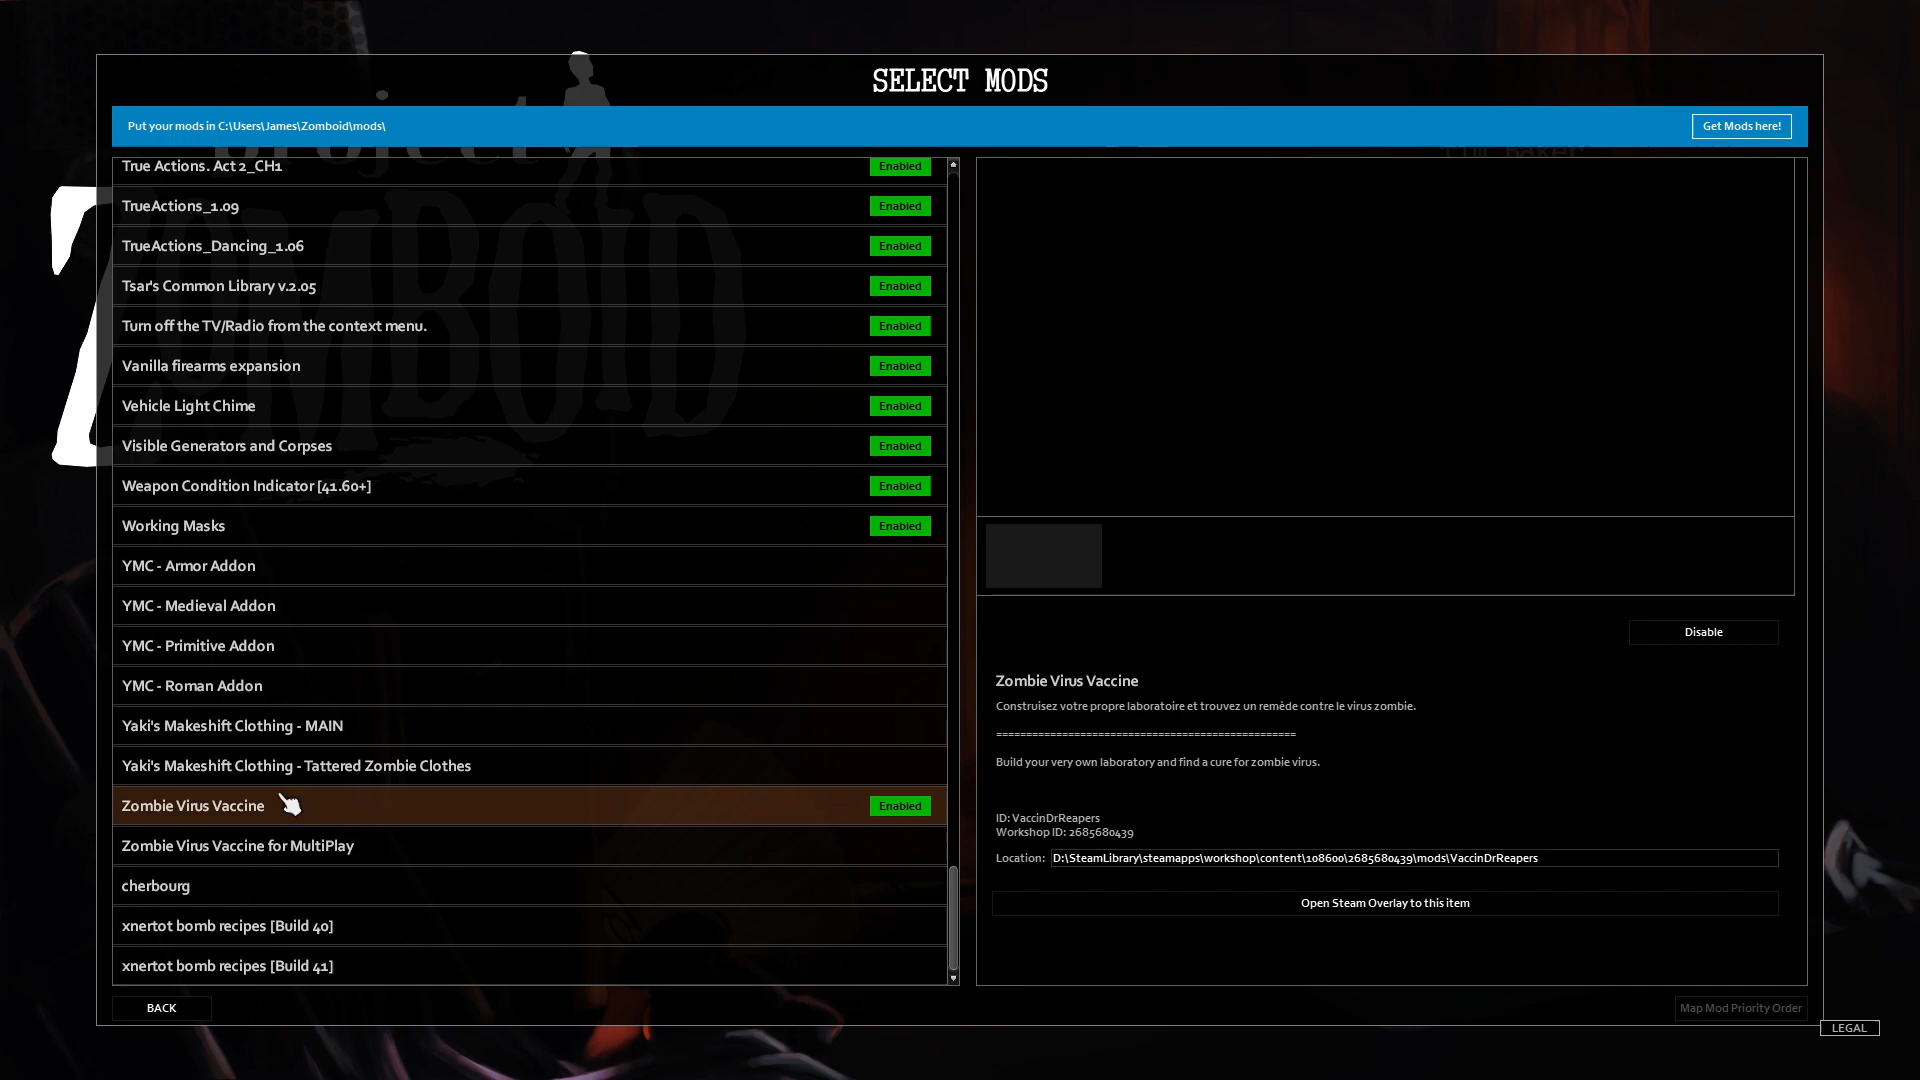 SELECT MODS
Put your mods in C:\Users\James\Zomboid\mods\
Get Mods here!
project
ZOMBOID
True Actions. Act 2_CH1 Enabled
TrueActions_1.09 Enabled
TrueActions_Dancing_1.06 Enabled
Tsar's Common Library v.2.05 Enabled
Turn off the TV/Radio from the context menu. Enabled
Vanilla firearms expansion Enabled
Vehicle Light Chime Enabled
Visible Generators and Corpses Enabled
Weapon Condition Indicator [41.60+] Enabled
Working Masks Enabled
YMC - Armor Addon
YMC - Medieval Addon
YMC - Primitive Addon
YMC - Roman Addon
Yaki's Makeshift Clothing - MAIN
Yaki's Makeshift Clothing - Tattered Zombie Clothes
Zombie Virus Vaccine Enabled
Zombie Virus Vaccine for MultiPlay
cherbourg
xnertot bomb recipes [Build 40]
xnertot bomb recipes [Build 41]
Disable
Zombie Virus Vaccine
Construisez votre propre laboratoire et trouvez un remède contre le virus zombie.
==================================================
Build your very own laboratory and find a cure for zombie virus.
ID: VaccinDrReapers
Workshop ID: 2685680439
Location: D:\SteamLibrary\steamapps\workshop\content\108600\2685680439\mods\VaccinDrReapers
Open Steam Overlay to this item
BACK
Map Mod Priority Order
LEGAL